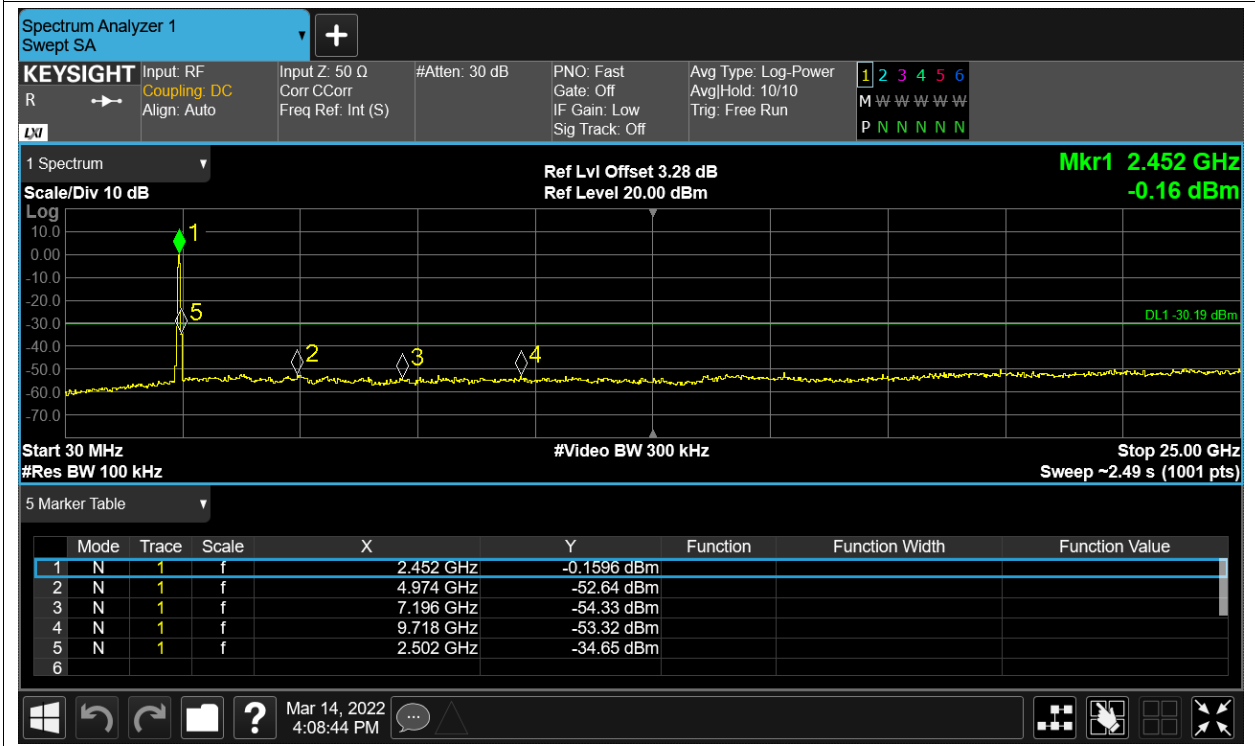 Spectrum Analyzer 1
Swept SA
+
KEYSIGHT
R
LXI
Input: RF
Coupling: DC
Align: Auto
Input Z: 50 Ω
Corr CCorr
Freq Ref: Int (S)
#Atten: 30 dB
PNO: Fast
Gate: Off
IF Gain: Low
Sig Track: Off
Avg Type: Log-Power
Avg|Hold: 10/10
Trig: Free Run
1 2 3 4 5 6
M W W W W W
P N N N N N
1 Spectrum
Scale/Div 10 dB
Ref Lvl Offset 3.28 dB
Ref Level 20.00 dBm
Mkr1 2.452 GHz
-0.16 dBm
Log
10.0
0.00
-10.0
-20.0
-30.0
-40.0
-50.0
-60.0
-70.0
1
5
2
3
4
DL1 -30.19 dBm
Start 30 MHz
#Video BW 300 kHz
Stop 25.00 GHz
#Res BW 100 kHz
Sweep ~2.49 s (1001 pts)
5 Marker Table
Mode Trace Scale X Y Function Function Width Function Value
1 N 1 f 2.452 GHz -0.1596 dBm
2 N 1 f 4.974 GHz -52.64 dBm
3 N 1 f 7.196 GHz -54.33 dBm
4 N 1 f 9.718 GHz -53.32 dBm
5 N 1 f 2.502 GHz -34.65 dBm
6
?
Mar 14, 2022
4:08:44 PM